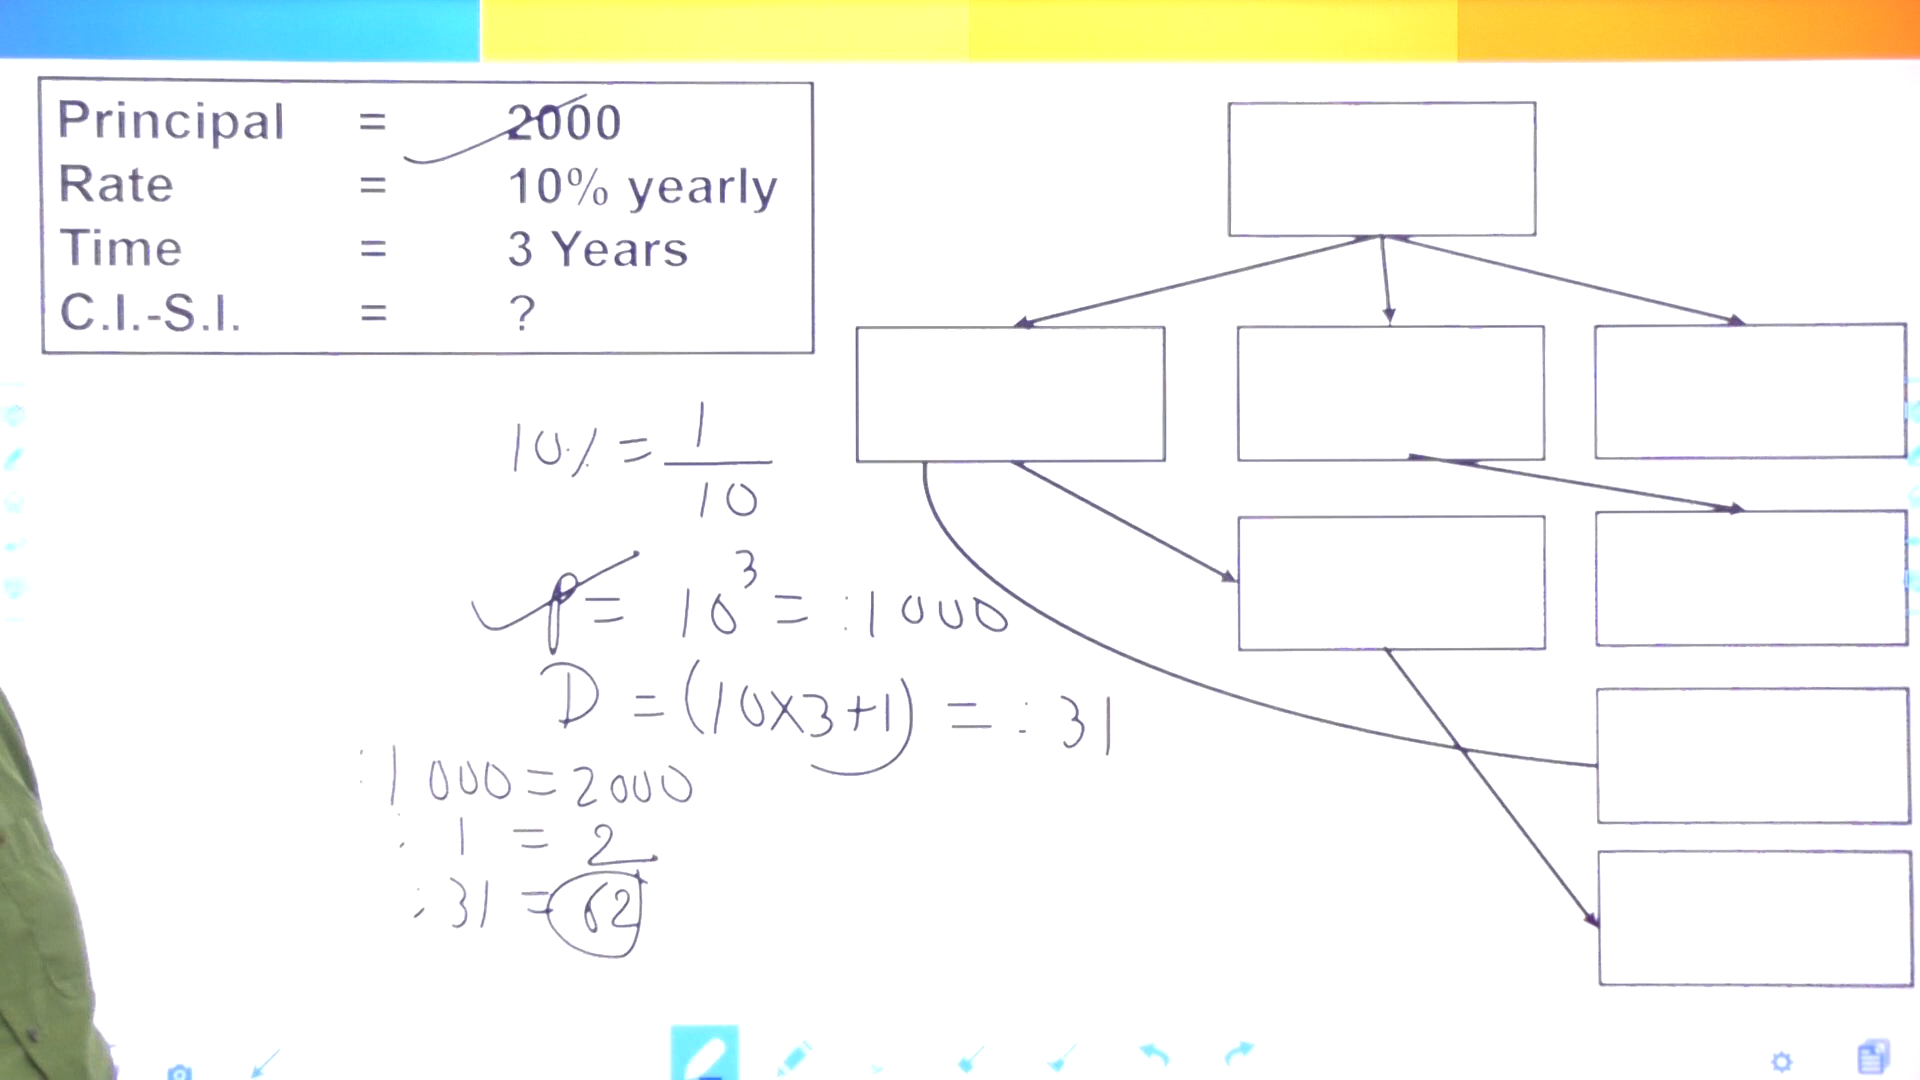 Principal = 2000
Rate = 10% yearly
Time = 3 Years
C.I.-S.I. = ?
10% = 1/10
P = 10³ = :1000
D = (10×3+1) = :31
:1000 = 2000
:1 = 2
:31 = 62